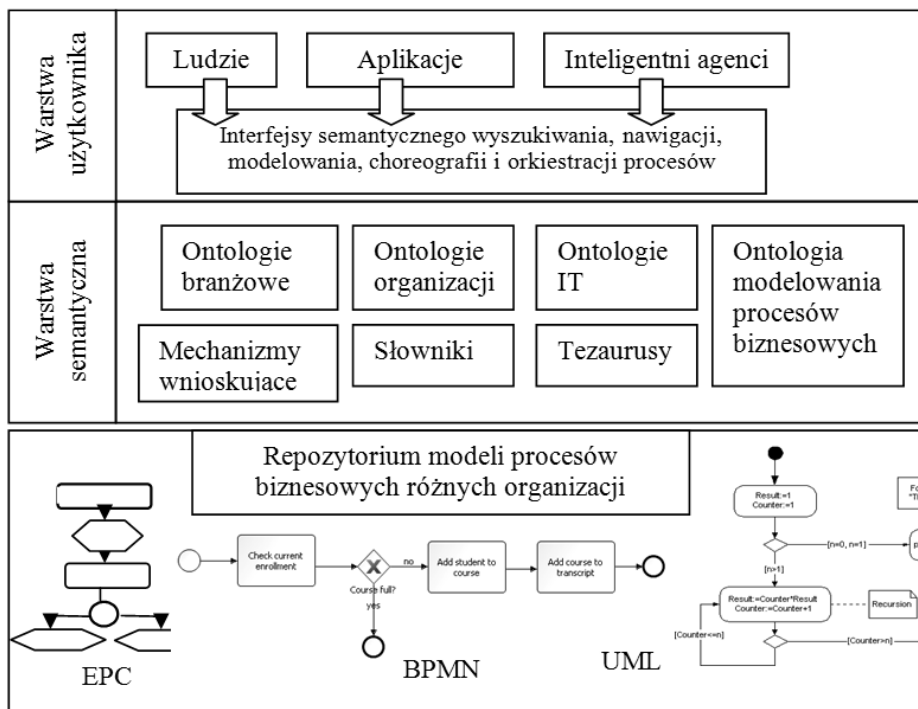 Warstwa
użytkownika
Ludzie
Aplikacje
Inteligentni agenci
Interfejsy semantycznego wyszukiwania, nawigacji,
modelowania, choreografii i orkiestracji procesów
Warstwa
semantyczna
Ontologie
branżowe
Ontologie
organizacji
Ontologie
IT
Ontologia
modelowania
procesów
biznesowych
Mechanizmy
wnioskujące
Słowniki
Tezaurusy
Repozytorium modeli procesów
biznesowych różnych organizacji
EPC
Check current
enrollment
Course full?
yes
no
Add student to
course
Add course to
transcript
BPMN
UML
Result:=1
Counter:=1
[n=0, n=1]
[n>1]
Result:=Counter*Result
Counter:=Counter+1
Recursion
[Counter<=n]
[Counter>n]